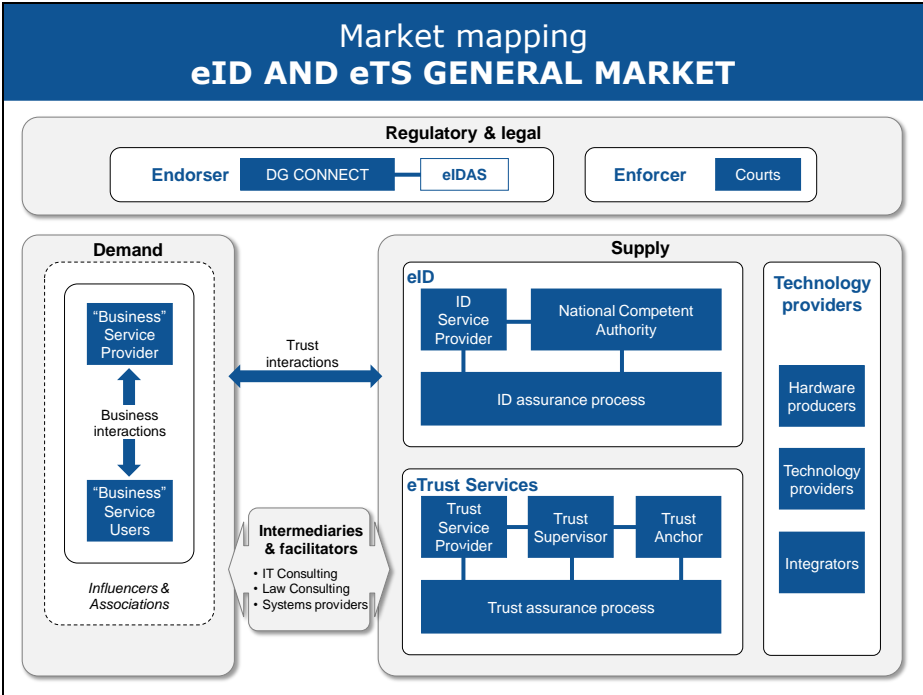 Market mapping
eID AND eTS GENERAL MARKET
Regulatory & legal
Endorser
DG CONNECT
eIDAS
Enforcer
Courts
Demand
“Business”
Service
Provider
Business
interactions
“Business”
Service
Users
Influencers &
Associations
Trust
interactions
Intermediaries
& facilitators
• IT Consulting
• Law Consulting
• Systems providers
Supply
eID
ID
Service
Provider
National Competent
Authority
ID assurance process
eTrust Services
Trust
Service
Provider
Trust
Supervisor
Trust
Anchor
Trust assurance process
Technology
providers
Hardware
producers
Technology
providers
Integrators